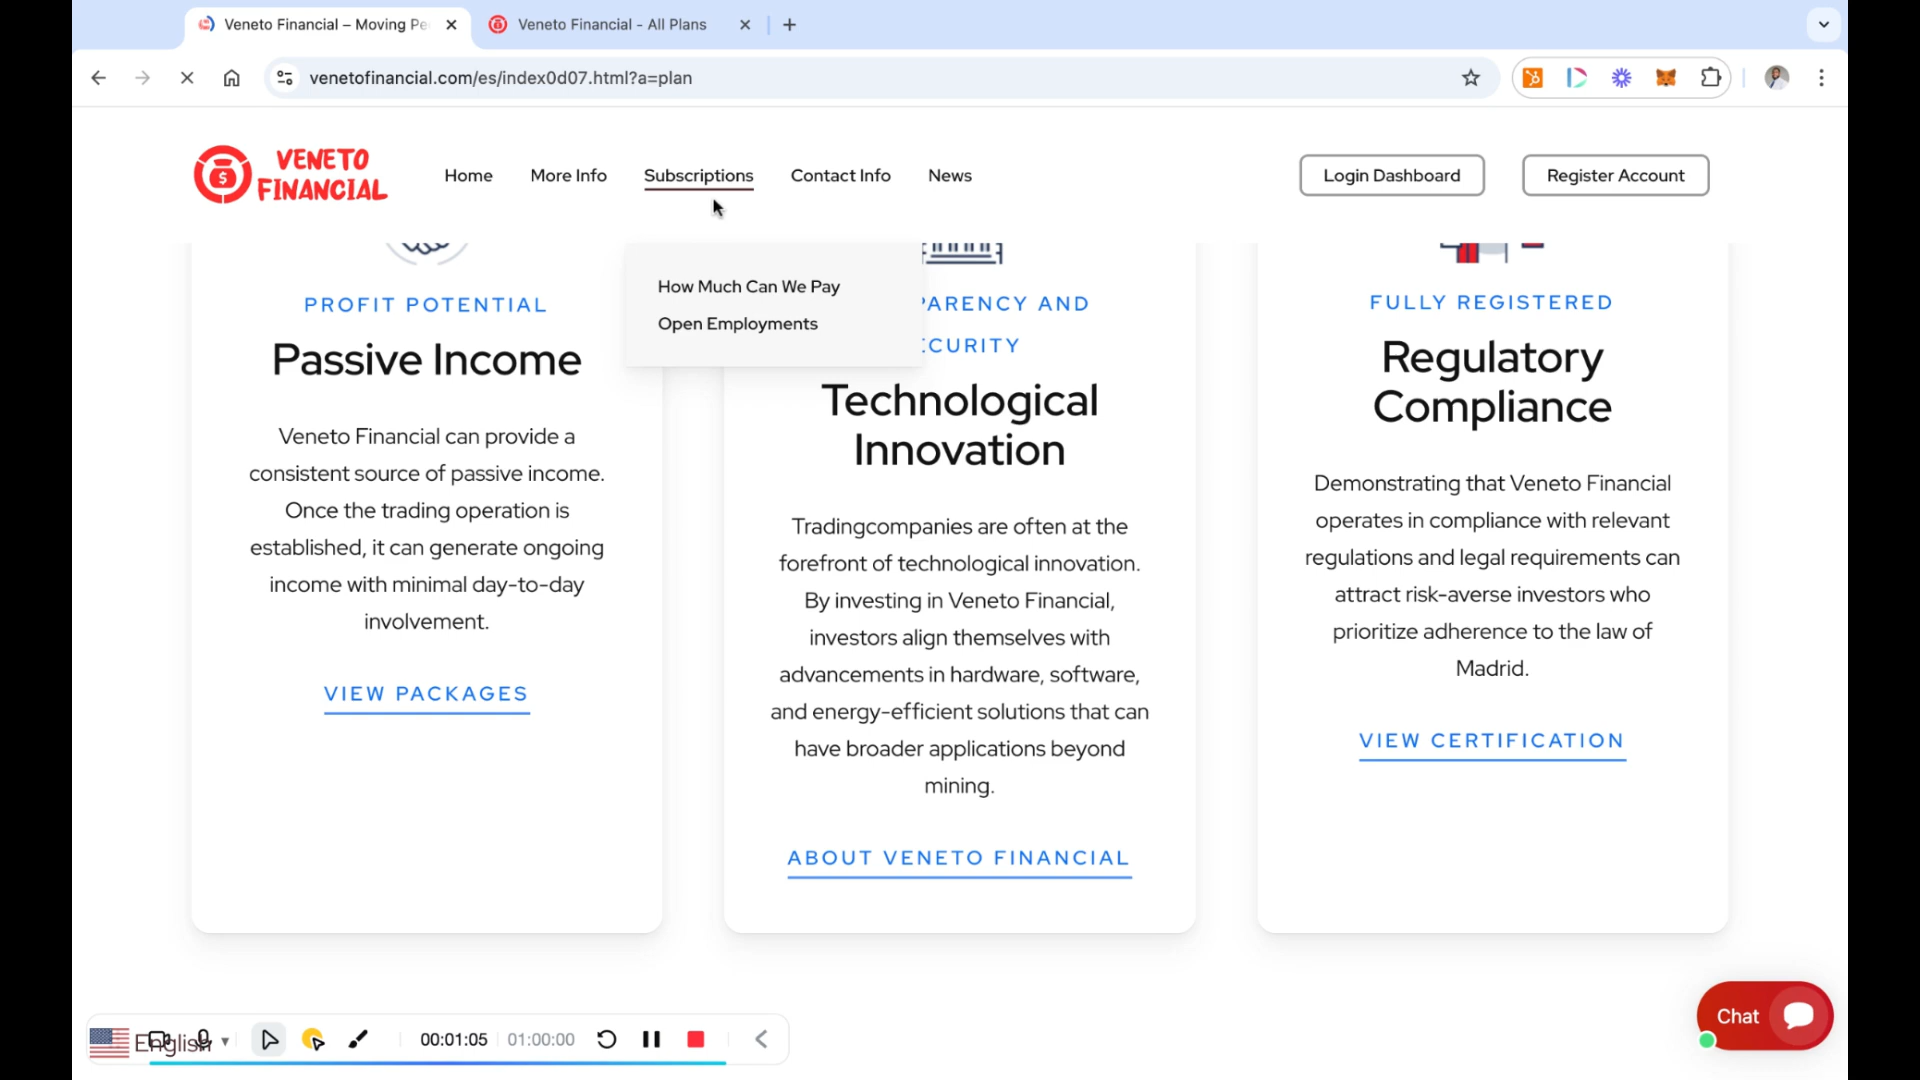 Veneto Financial – Moving Pe
Veneto Financial - All Plans
venetofinancial.com/es/index0d07.html?a=plan
VENETO
FINANCIAL
Home
More Info
Subscriptions
Contact Info
News
Login Dashboard
Register Account
How Much Can We Pay
Open Employments
PROFIT POTENTIAL
Passive Income
Veneto Financial can provide a
consistent source of passive income.
Once the trading operation is
established, it can generate ongoing
income with minimal day-to-day
involvement.
VIEW PACKAGES
PARENCY AND
CURITY
Technological
Innovation
Tradingcompanies are often at the
forefront of technological innovation.
By investing in Veneto Financial,
investors align themselves with
advancements in hardware, software,
and energy-efficient solutions that can
have broader applications beyond
mining.
ABOUT VENETO FINANCIAL
FULLY REGISTERED
Regulatory
Compliance
Demonstrating that Veneto Financial
operates in compliance with relevant
regulations and legal requirements can
attract risk-averse investors who
prioritize adherence to the law of
Madrid.
VIEW CERTIFICATION
English
00:01:05
01:00:00
Chat